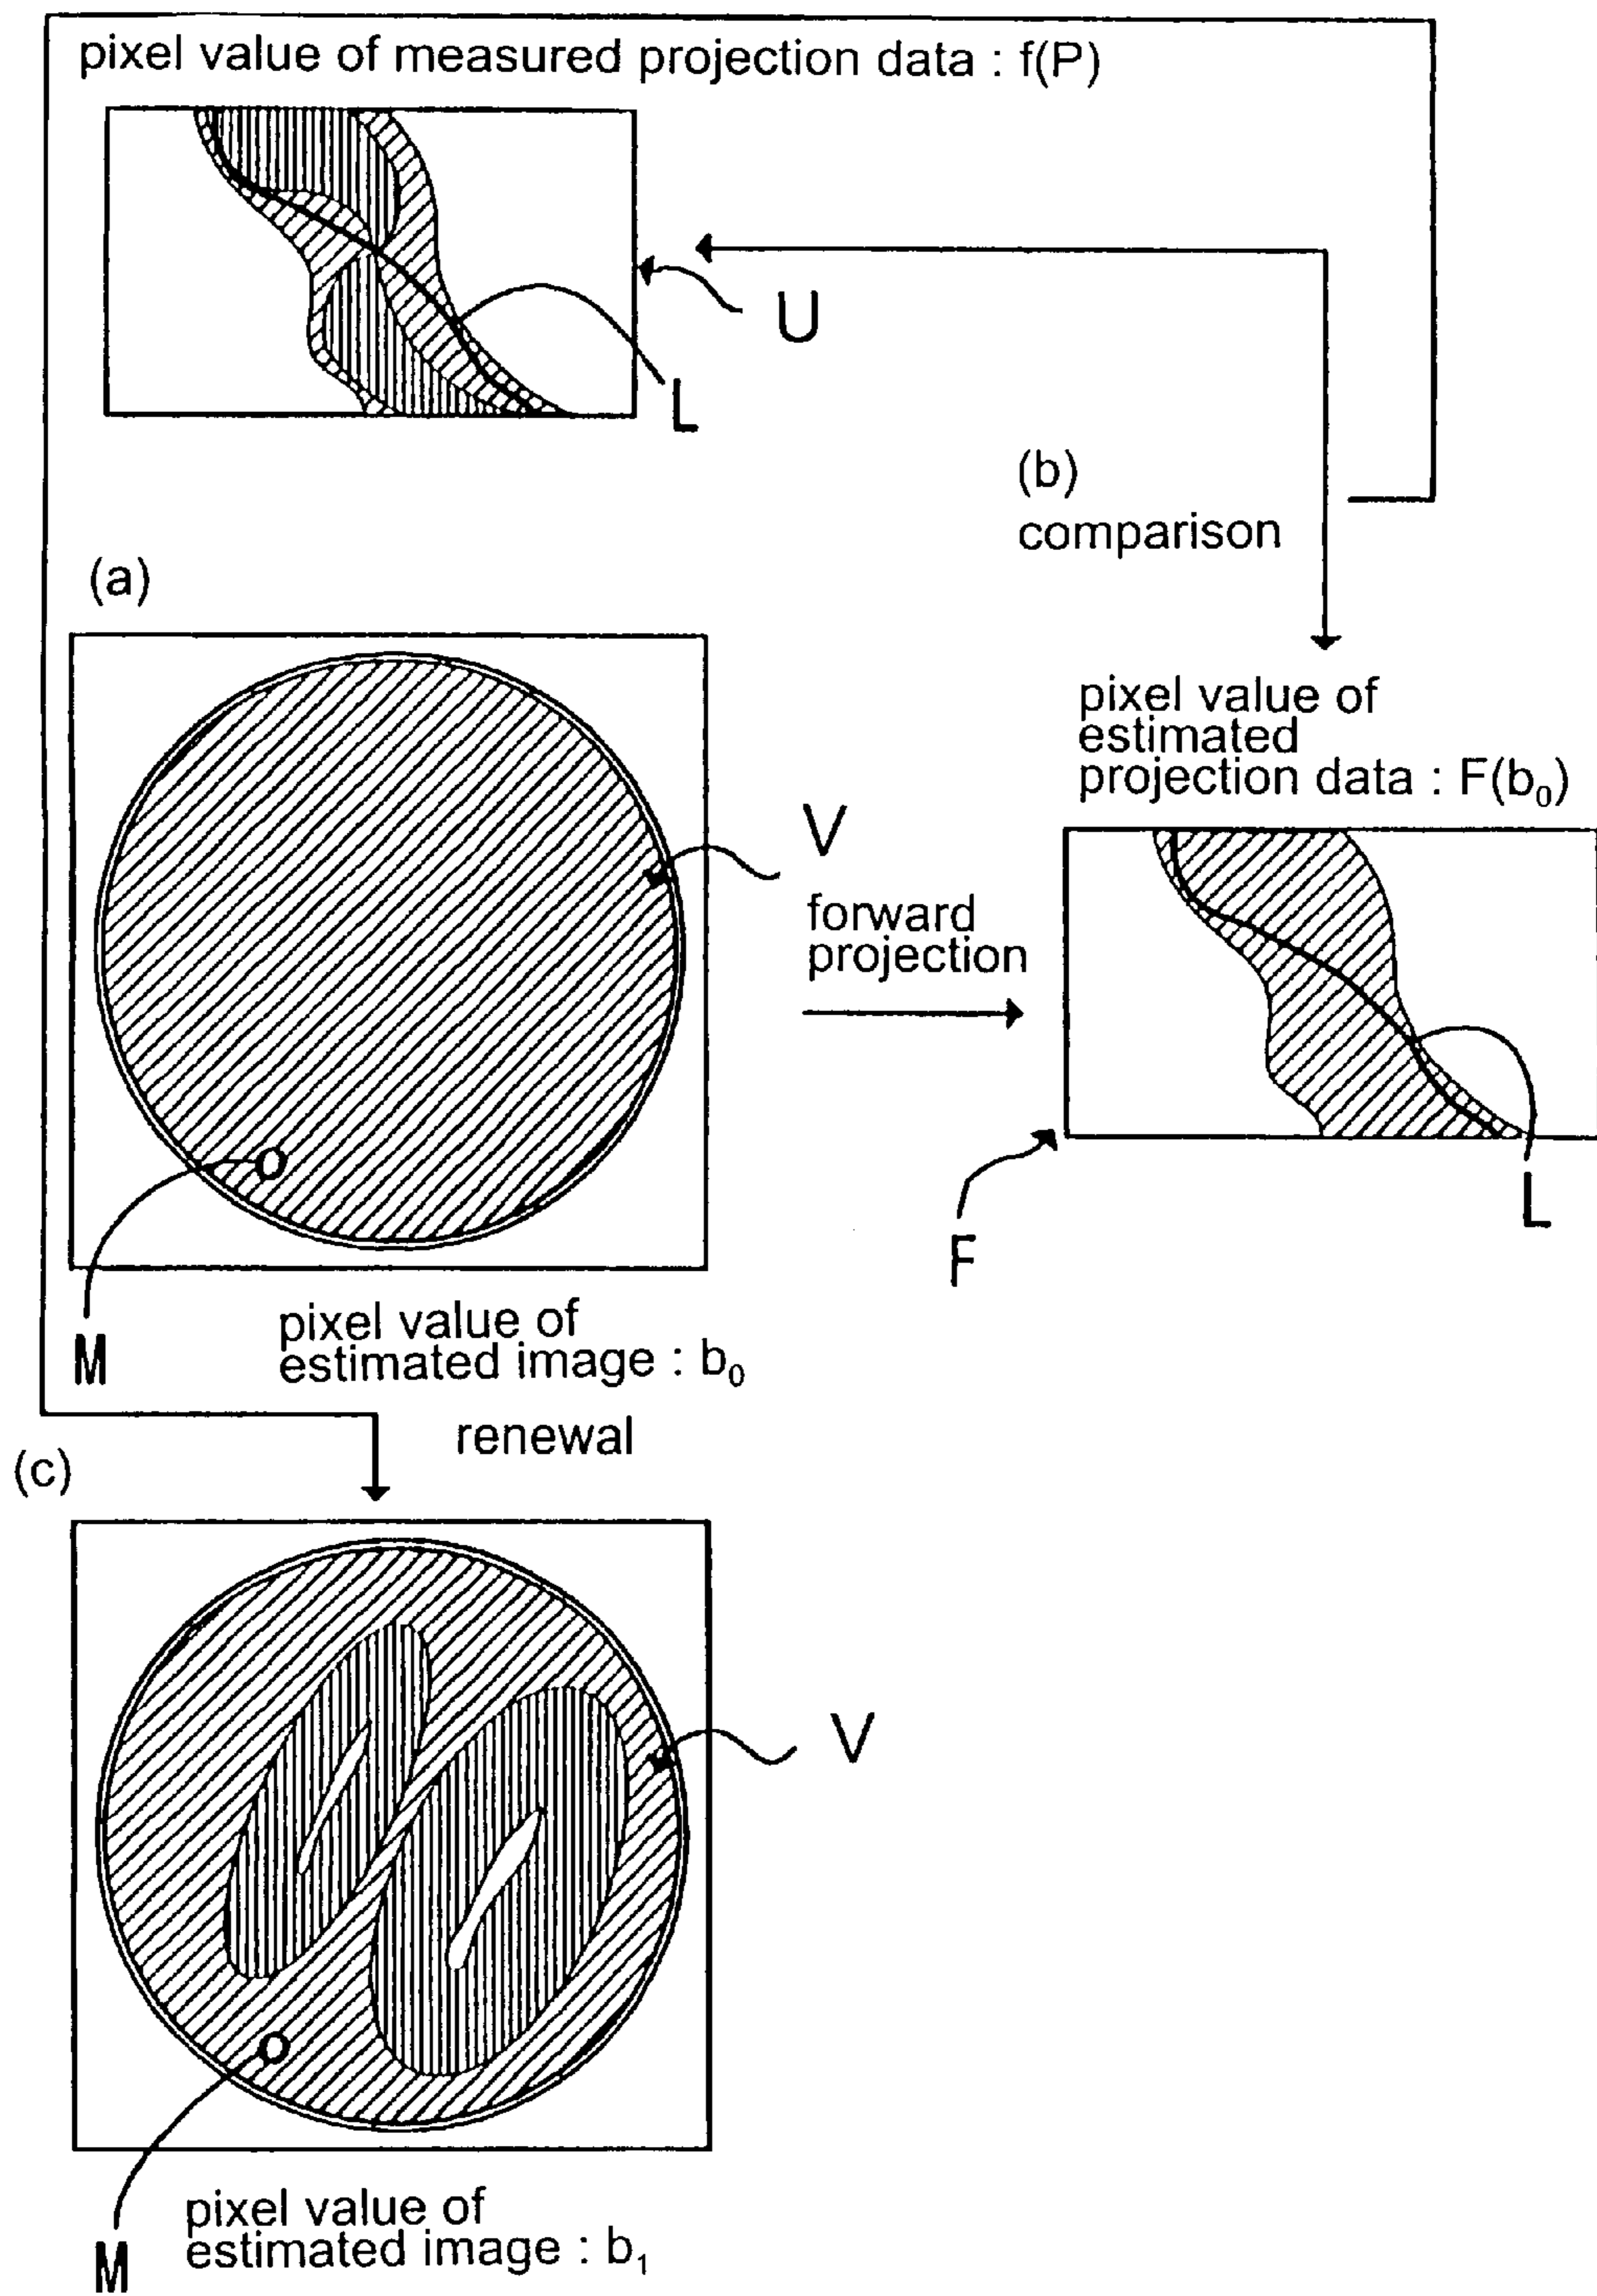 pixel value of measured projection data : f(P)
U
L
(b)
comparison
(a)
pixel value of
estimated
projection data : F(b₀)
V
forward
projection
L
F
M
pixel value of
estimated image : b₀
renewal
(c)
V
pixel value of
estimated image : b₁
M